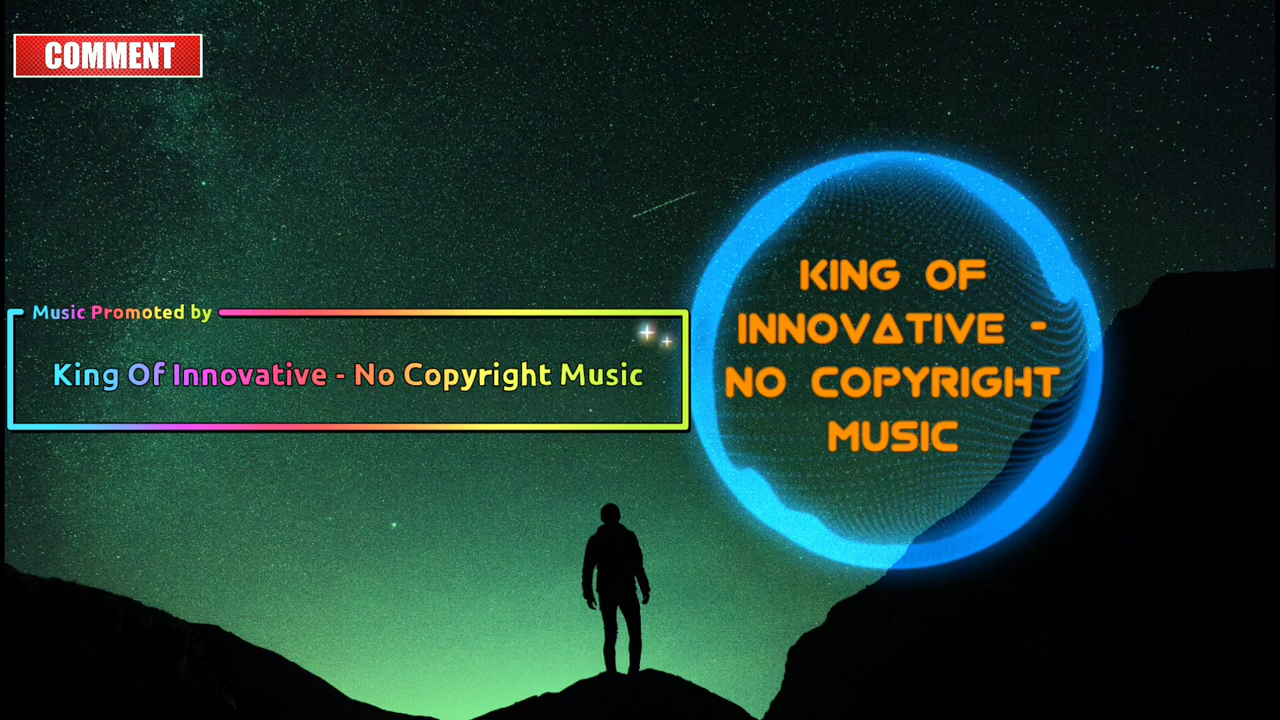 COMMENT
Music Promoted by
King Of Innovative - No Copyright Music
KING OF
INNOVATIVE -
NO COPYRIGHT
MUSIC